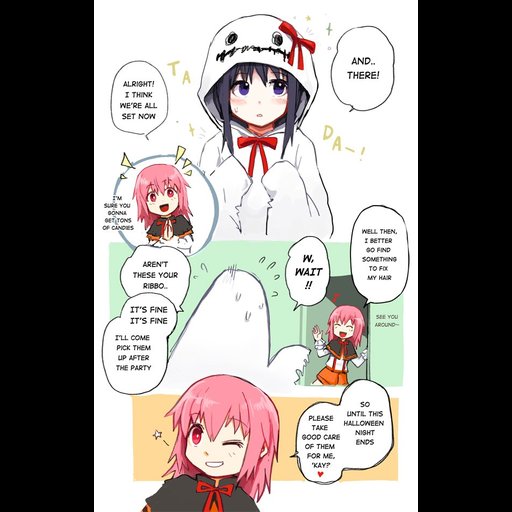 AND..
THERE!
TA
DA-!
ALRIGHT!
I THINK
WE'RE ALL
SET NOW
I'M
SURE YOU
GONNA
GET TONS
OF CANDIES
WELL THEN,
I BETTER
GO FIND
SOMETHING
TO FIX
MY HAIR
SEE YOU
AROUND~
W,
WAIT
!!
AREN'T
THESE YOUR
RIBBO..
IT'S FINE
IT'S FINE
I'LL COME
PICK THEM
UP AFTER
THE PARTY
SO
UNTIL THIS
HALLOWEEN
NIGHT
ENDS
PLEASE
TAKE
GOOD CARE
OF THEM
FOR ME,
'KAY?
♥